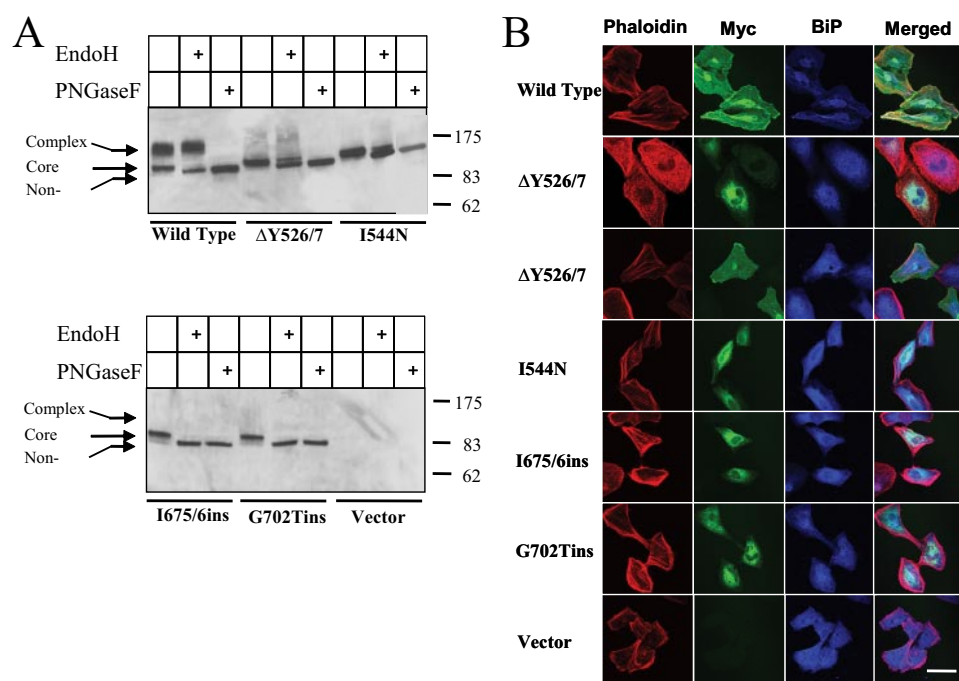 A
EndoH +  +  +
PNGaseF +  +  +
Complex
Core
Non-
175
83
62
Wild Type ΔY526/7 I544N
EndoH +  +  +
PNGaseF +  +  +
Complex
Core
Non-
175
83
62
I675/6ins G702Tins Vector
B
Phaloidin Myc BiP Merged
Wild Type
ΔY526/7
ΔY526/7
I544N
I675/6ins
G702Tins
Vector